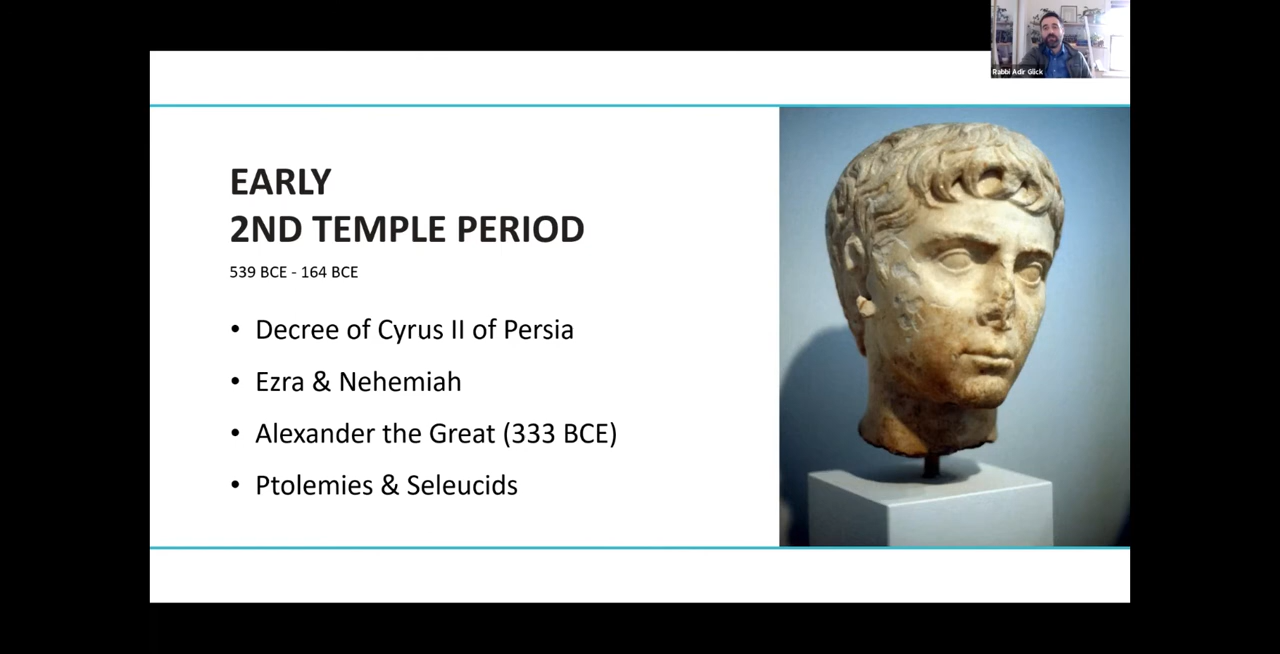 Rabbi Adir Glick
EARLY
2ND TEMPLE PERIOD
539 BCE - 164 BCE
• Decree of Cyrus II of Persia
• Ezra & Nehemiah
• Alexander the Great (333 BCE)
• Ptolemies & Seleucids